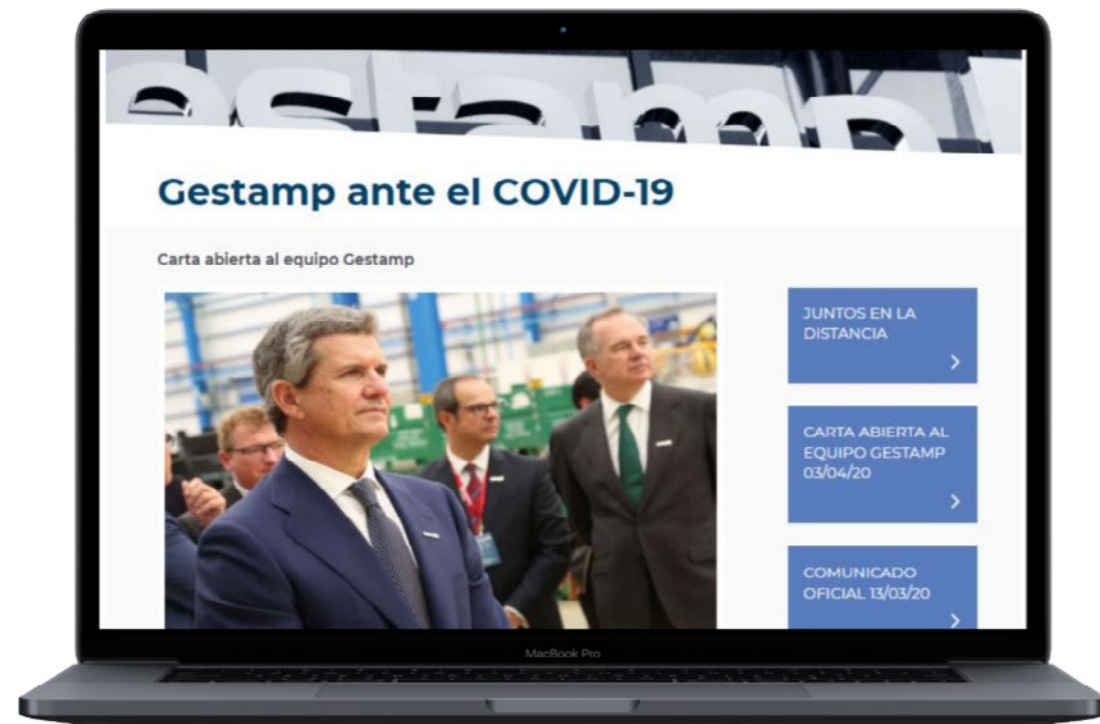 estamp
Gestamp ante el COVID-19
Carta abierta al equipo Gestamp
JUNTOS EN LA
DISTANCIA
CARTA ABIERTA AL
EQUIPO GESTAMP
03/04/20
COMUNICADO
OFICIAL 13/03/20
MacBook Pro